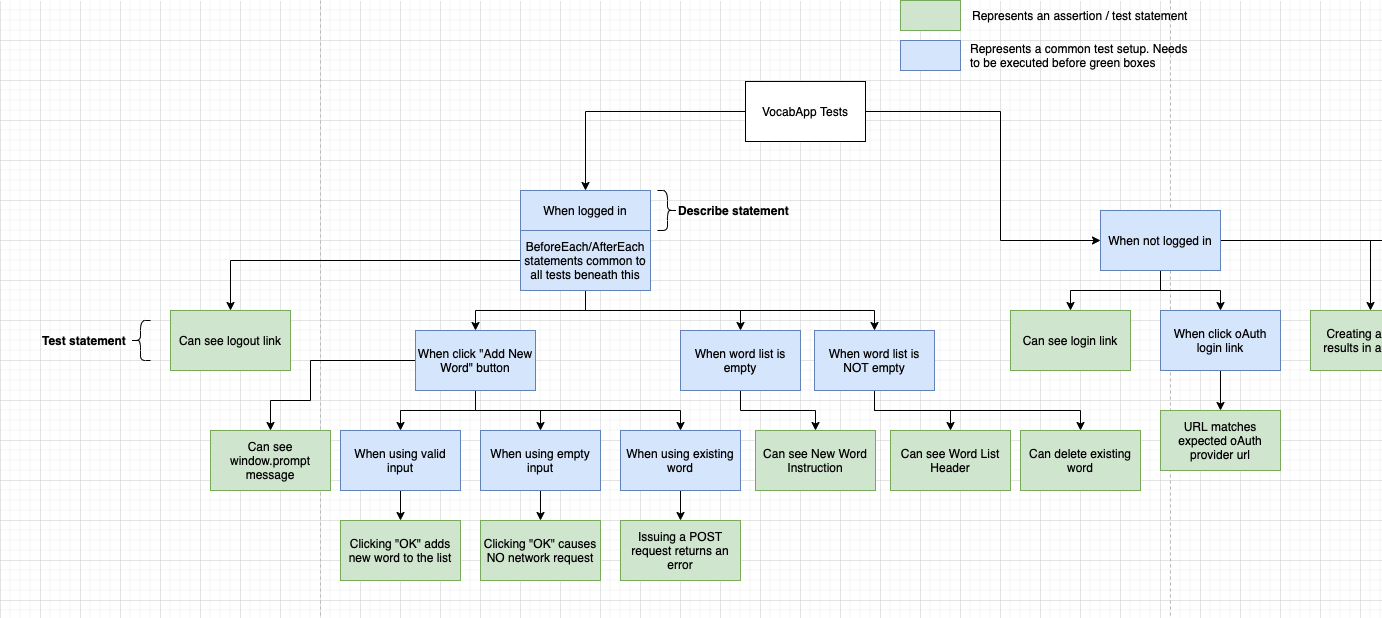 Represents an assertion / test statement
Represents a common test setup. Needs
to be executed before green boxes
VocabApp Tests
When logged in
Describe statement
BeforeEach/AfterEach
statements common to
all tests beneath this
When not logged in
Test statement
Can see logout link
When click "Add New
Word" button
When word list is
empty
When word list is
NOT empty
Can see login link
When click oAuth
login link
Creating a
results in a
Can see
window.prompt
message
When using valid
input
When using empty
input
When using existing
word
Can see New Word
Instruction
Can see Word List
Header
Can delete existing
word
URL matches
expected oAuth
provider url
Clicking "OK" adds
new word to the list
Clicking "OK" causes
NO network request
Issuing a POST
request returns an
error